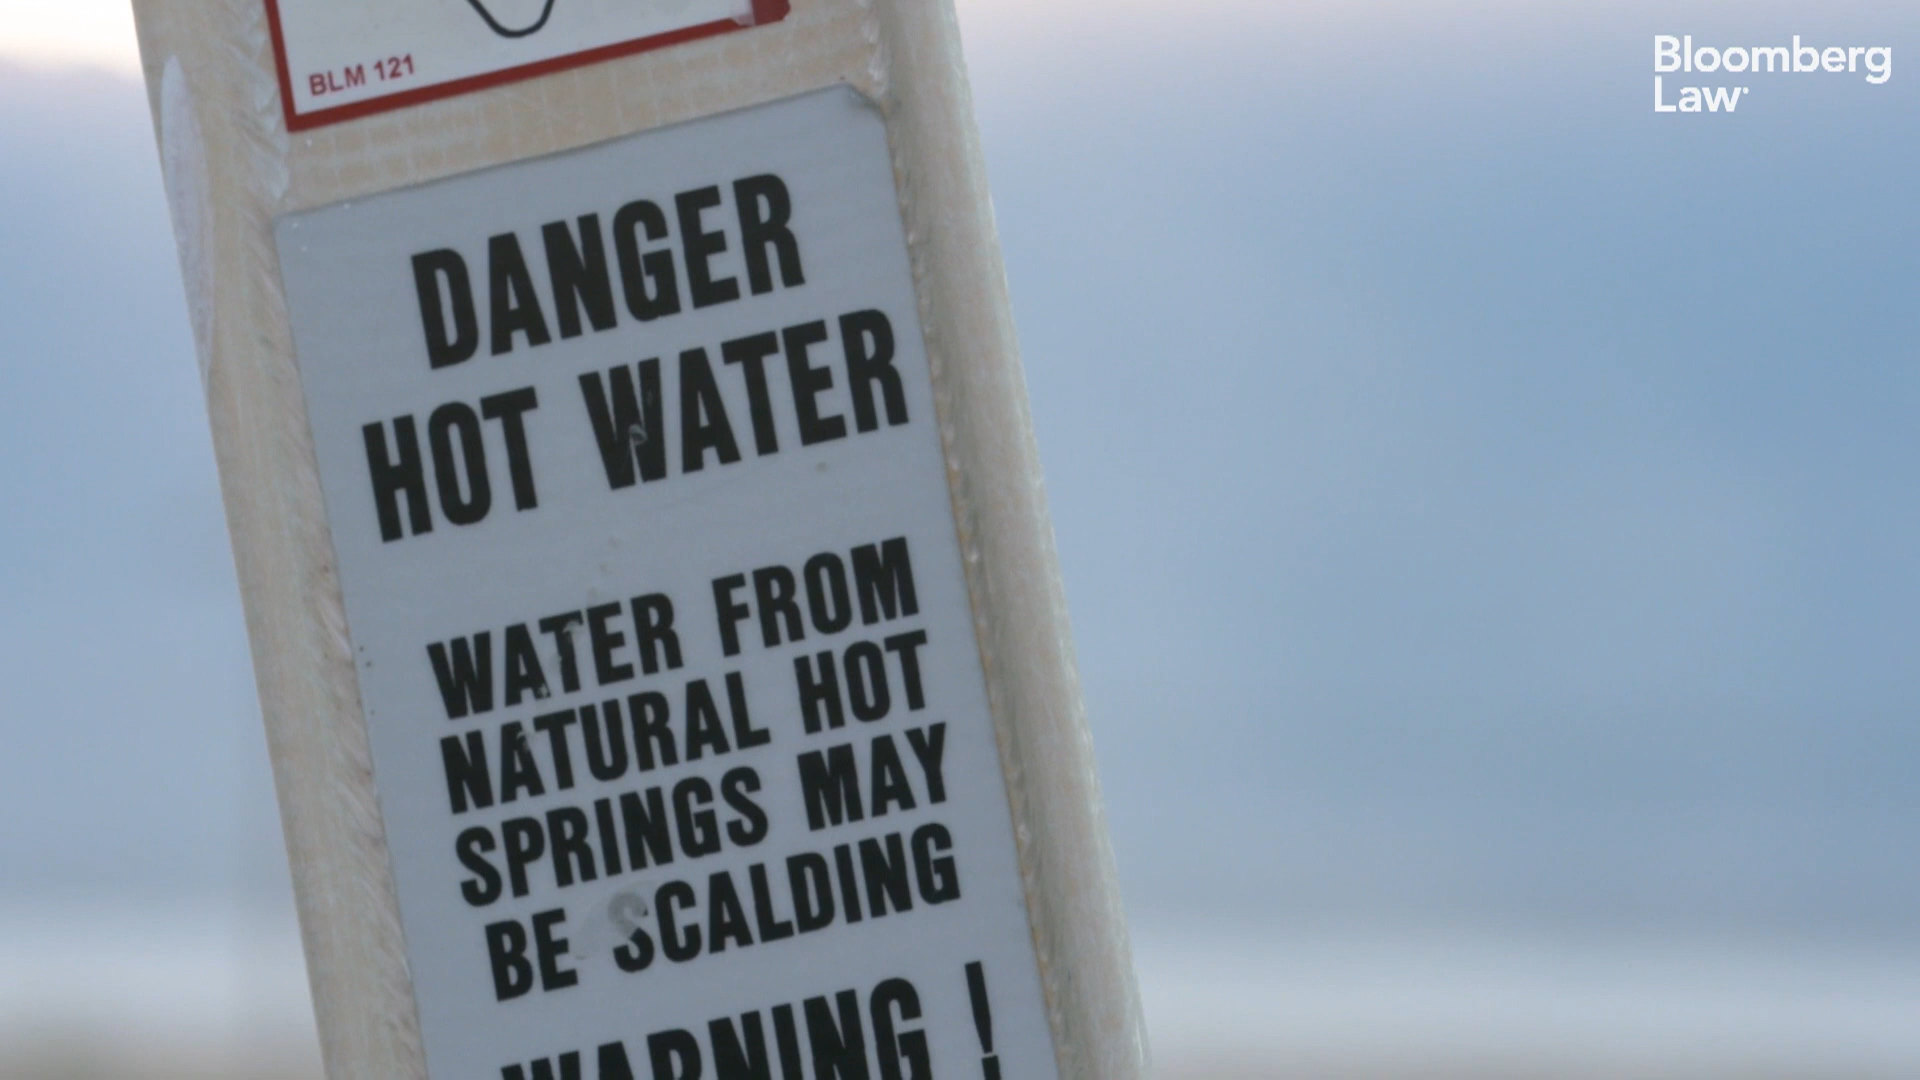 Bloomberg
Law
BLM 121
DANGER
HOT WATER
WATER FROM
NATURAL HOT
SPRINGS MAY
BE SCALDING
WARNING !